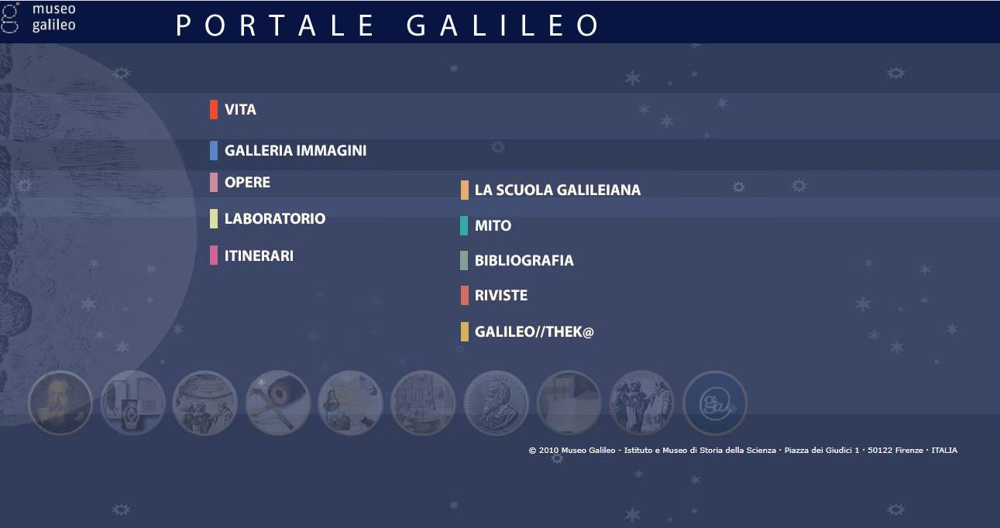 museo
galileo
PORTALE GALILEO
VITA
GALLERIA IMMAGINI
OPERE
LABORATORIO
ITINERARI
LA SCUOLA GALILEIANA
MITO
BIBLIOGRAFIA
RIVISTE
GALILEO//THEK@
© 2010 Museo Galileo - Istituto e Museo di Storia della Scienza · Piazza dei Giudici 1 · 50122 Firenze · ITALIA